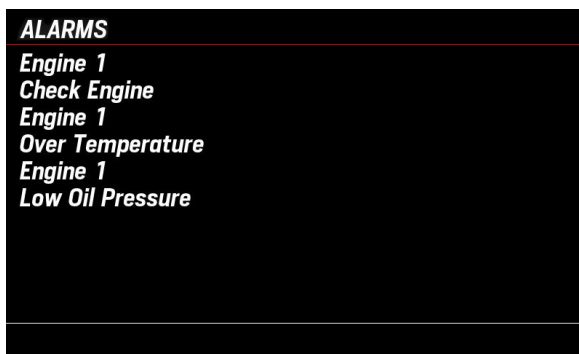 ALARMS
Engine 1
Check Engine
Engine 1
Over Temperature
Engine 1
Low Oil Pressure